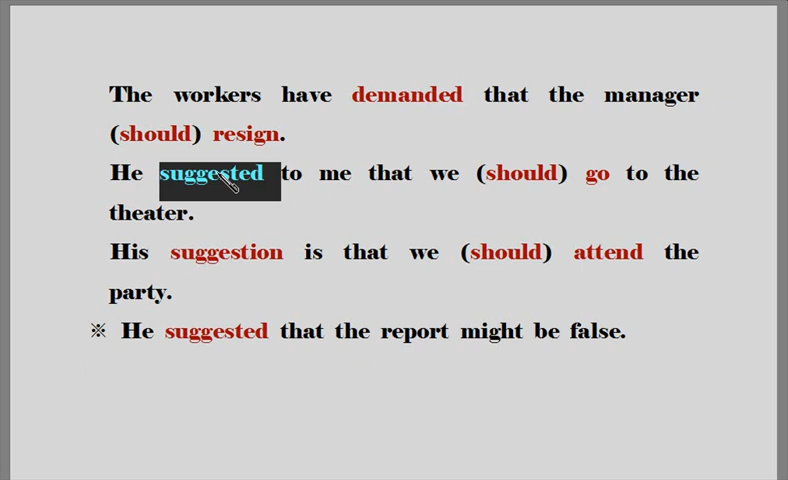 The workers have demanded that the manager
(should) resign.
He suggested to me that we (should) go to the
theater.
His suggestion is that we (should) attend the
party.
※ He suggested that the report might be false.